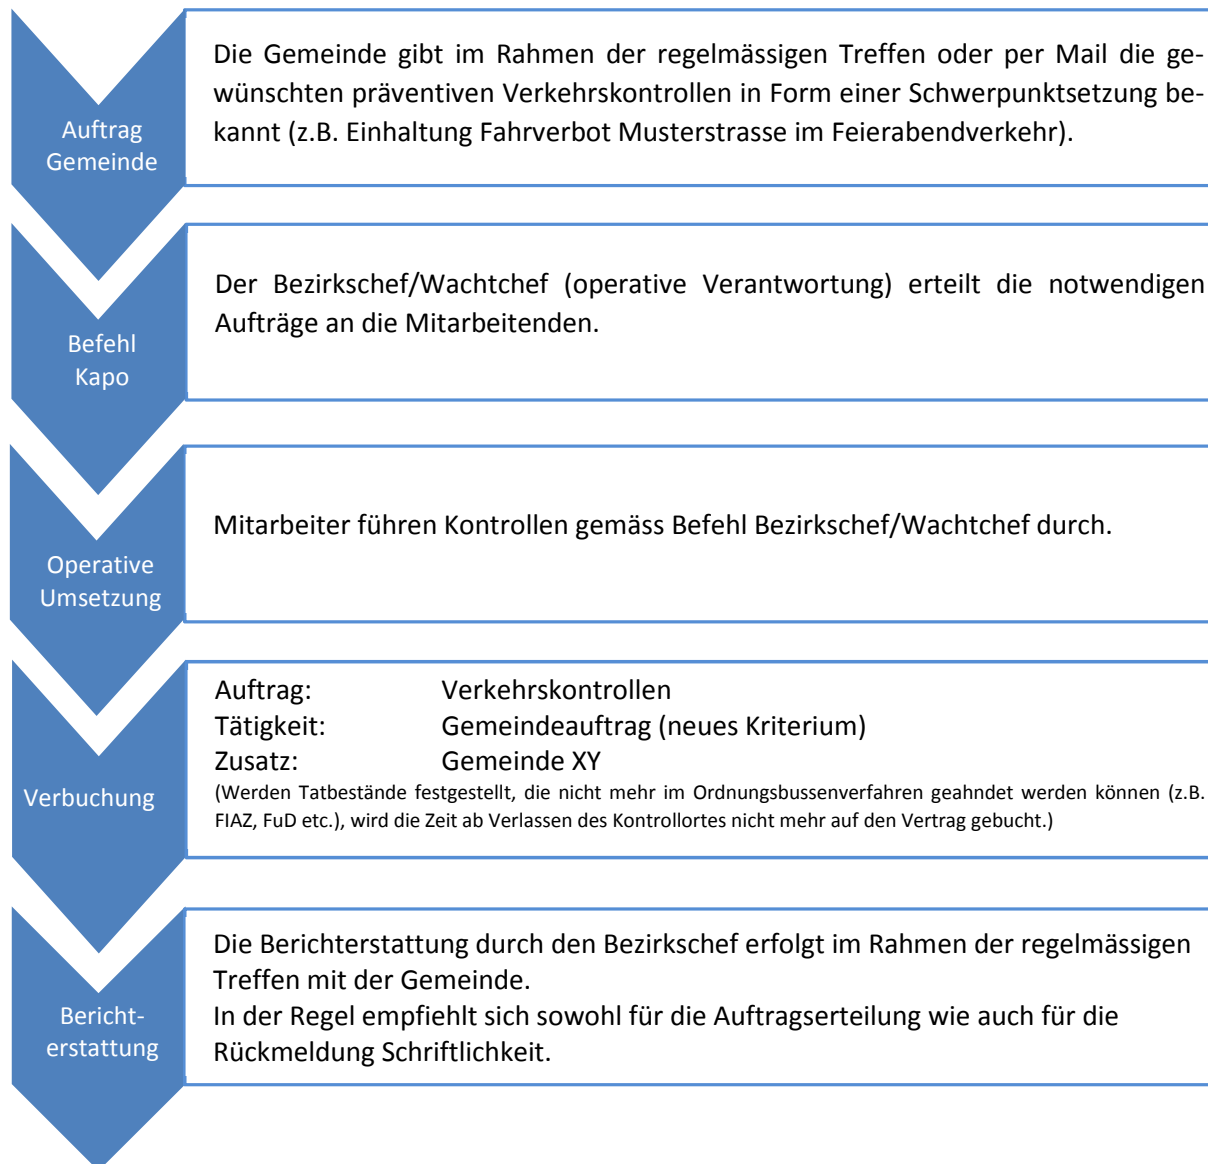 Auftrag
Gemeinde
Die Gemeinde gibt im Rahmen der regelmässigen Treffen oder per Mail die ge-
wünschten präventiven Verkehrskontrollen in Form einer Schwerpunktsetzung be-
kannt (z.B. Einhaltung Fahrverbot Musterstrasse im Feierabendverkehr).
Befehl
Kapo
Der Bezirkschef/Wachtchef (operative Verantwortung) erteilt die notwendigen
Aufträge an die Mitarbeitenden.
Operative
Umsetzung
Mitarbeiter führen Kontrollen gemäss Befehl Bezirkschef/Wachtchef durch.
Verbuchung
Auftrag: Verkehrskontrollen
Tätigkeit: Gemeindeauftrag (neues Kriterium)
Zusatz: Gemeinde XY
(Werden Tatbestände festgestellt, die nicht mehr im Ordnungsbussenverfahren geahndet werden können (z.B.
FIAZ, FuD etc.), wird die Zeit ab Verlassen des Kontrollortes nicht mehr auf den Vertrag gebucht.)
Bericht-
erstattung
Die Berichterstattung durch den Bezirkschef erfolgt im Rahmen der regelmässigen
Treffen mit der Gemeinde.
In der Regel empfiehlt sich sowohl für die Auftragserteilung wie auch für die
Rückmeldung Schriftlichkeit.